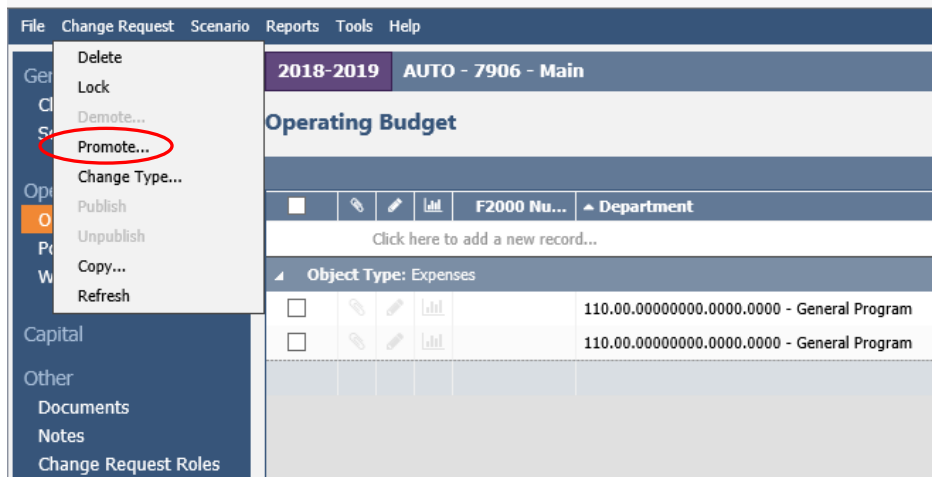 File Change Request Scenario Reports Tools Help
Delete
Lock
Demote...
Promote...
Change Type...
Publish
Unpublish
Copy...
Refresh
Capital
Other
Documents
Notes
Change Request Roles
2018-2019 AUTO - 7906 - Main
Operating Budget
F2000 Nu... Department
Click here to add a new record...
Object Type: Expenses
110.00.00000000.0000.0000 - General Program
110.00.00000000.0000.0000 - General Program